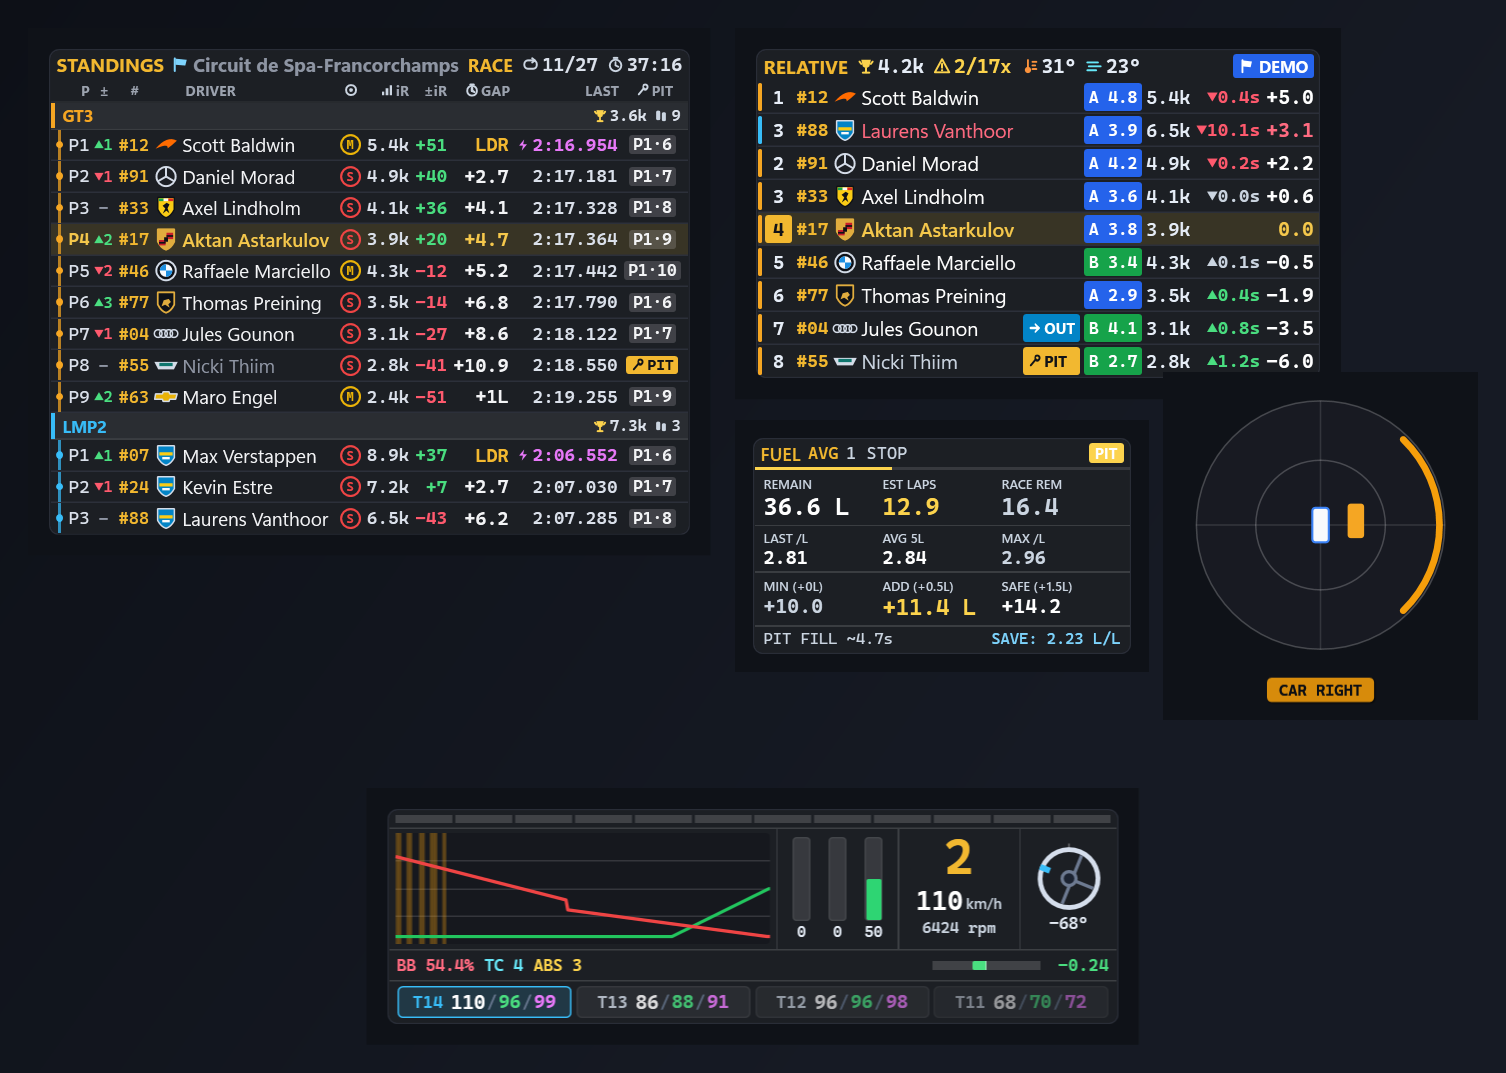 STANDINGS Circuit de Spa-Francorchamps RACE 11/27 37:16
P ± # DRIVER iR ±iR GAP LAST PIT
GT3 3.6k 9
P1 ▲1 #12 Scott Baldwin M 5.4k +51 LDR 2:16.954 P1·6
P2 ▼1 #91 Daniel Morad S 4.9k +40 +2.7 2:17.181 P1·7
P3 – #33 Axel Lindholm S 4.1k +36 +4.1 2:17.328 P1·8
P4 ▲2 #17 Aktan Astarkulov S 3.9k +20 +4.7 2:17.364 P1·9
P5 ▼2 #46 Raffaele Marciello M 4.3k −12 +5.2 2:17.442 P1·10
P6 ▲3 #77 Thomas Preining S 3.5k −14 +6.8 2:17.790 P1·6
P7 ▼1 #04 Jules Gounon S 3.1k −27 +8.6 2:18.122 P1·7
P8 – #55 Nicki Thiim S 2.8k −41 +10.9 2:18.550 PIT
P9 ▲2 #63 Maro Engel M 2.4k −51 +1L 2:19.255 P1·9
LMP2 7.3k 3
P1 ▲1 #07 Max Verstappen S 8.9k +37 LDR 2:06.552 P1·6
P2 ▼1 #24 Kevin Estre S 7.2k +7 +2.7 2:07.030 P1·7
P3 – #88 Laurens Vanthoor S 6.5k −43 +6.2 2:07.285 P1·8
RELATIVE 4.2k 2/17x 31° 23° DEMO
1 #12 Scott Baldwin A 4.8 5.4k ▼0.4s +5.0
3 #88 Laurens Vanthoor A 3.9 6.5k ▼10.1s +3.1
2 #91 Daniel Morad A 4.2 4.9k ▼0.2s +2.2
3 #33 Axel Lindholm A 3.6 4.1k ▼0.0s +0.6
4 #17 Aktan Astarkulov A 3.8 3.9k 0.0
5 #46 Raffaele Marciello B 3.4 4.3k ▲0.1s −0.5
6 #77 Thomas Preining A 2.9 3.5k ▲0.4s −1.9
7 #04 Jules Gounon → OUT B 4.1 3.1k ▲0.8s −3.5
8 #55 Nicki Thiim PIT B 2.7 2.8k ▲1.2s −6.0
FUEL AVG 1 STOP PIT
REMAIN EST LAPS RACE REM
36.6 L 12.9 16.4
LAST /L AVG 5L MAX /L
2.81 2.84 2.96
MIN (+0L) ADD (+0.5L) SAFE (+1.5L)
+10.0 +11.4 L +14.2
PIT FILL ~4.7s SAVE: 2.23 L/L
CAR RIGHT
2
110 km/h
6424 rpm
0 0 50
−68°
BB 54.4% TC 4 ABS 3 −0.24
T14 110/96/99 T13 86/88/91 T12 96/96/98 T11 68/70/72